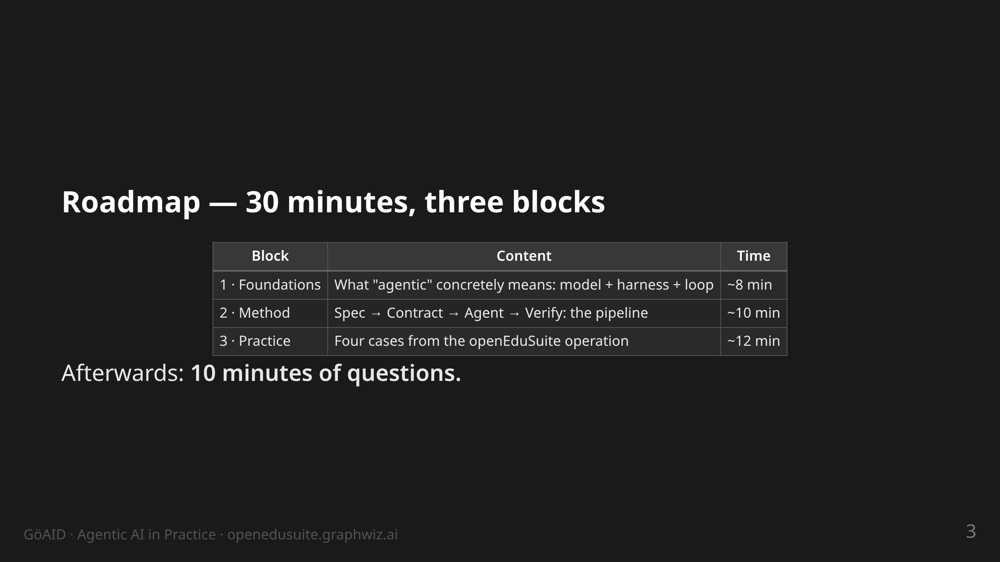 Roadmap — 30 minutes, three blocks
Block Content Time
1 · Foundations What "agentic" concretely means: model + harness + loop ~8 min
2 · Method Spec → Contract → Agent → Verify: the pipeline ~10 min
3 · Practice Four cases from the openEduSuite operation ~12 min
Afterwards: 10 minutes of questions.
GöAID · Agentic AI in Practice · openedusuite.graphwiz.ai
3